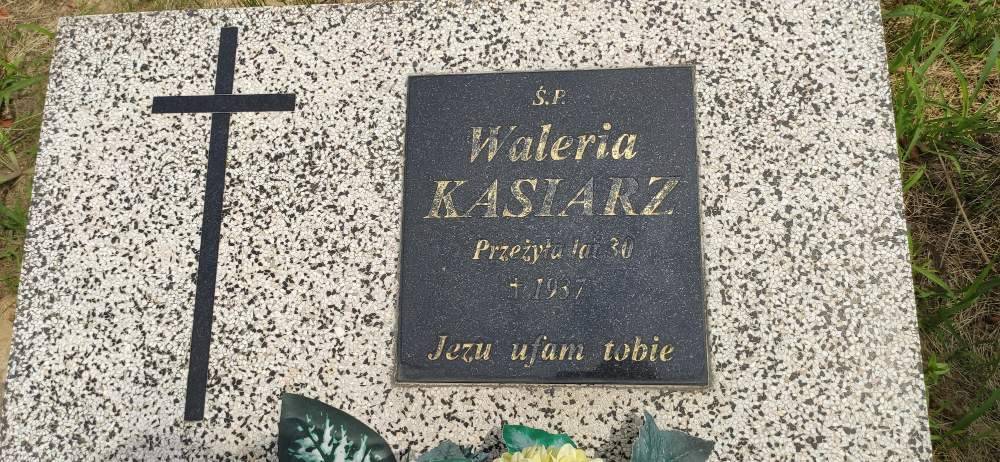 Ś.P.
Waleria
KASIARZ
Przeżyła lat 30
✝ 1937
Jezu ufam tobie